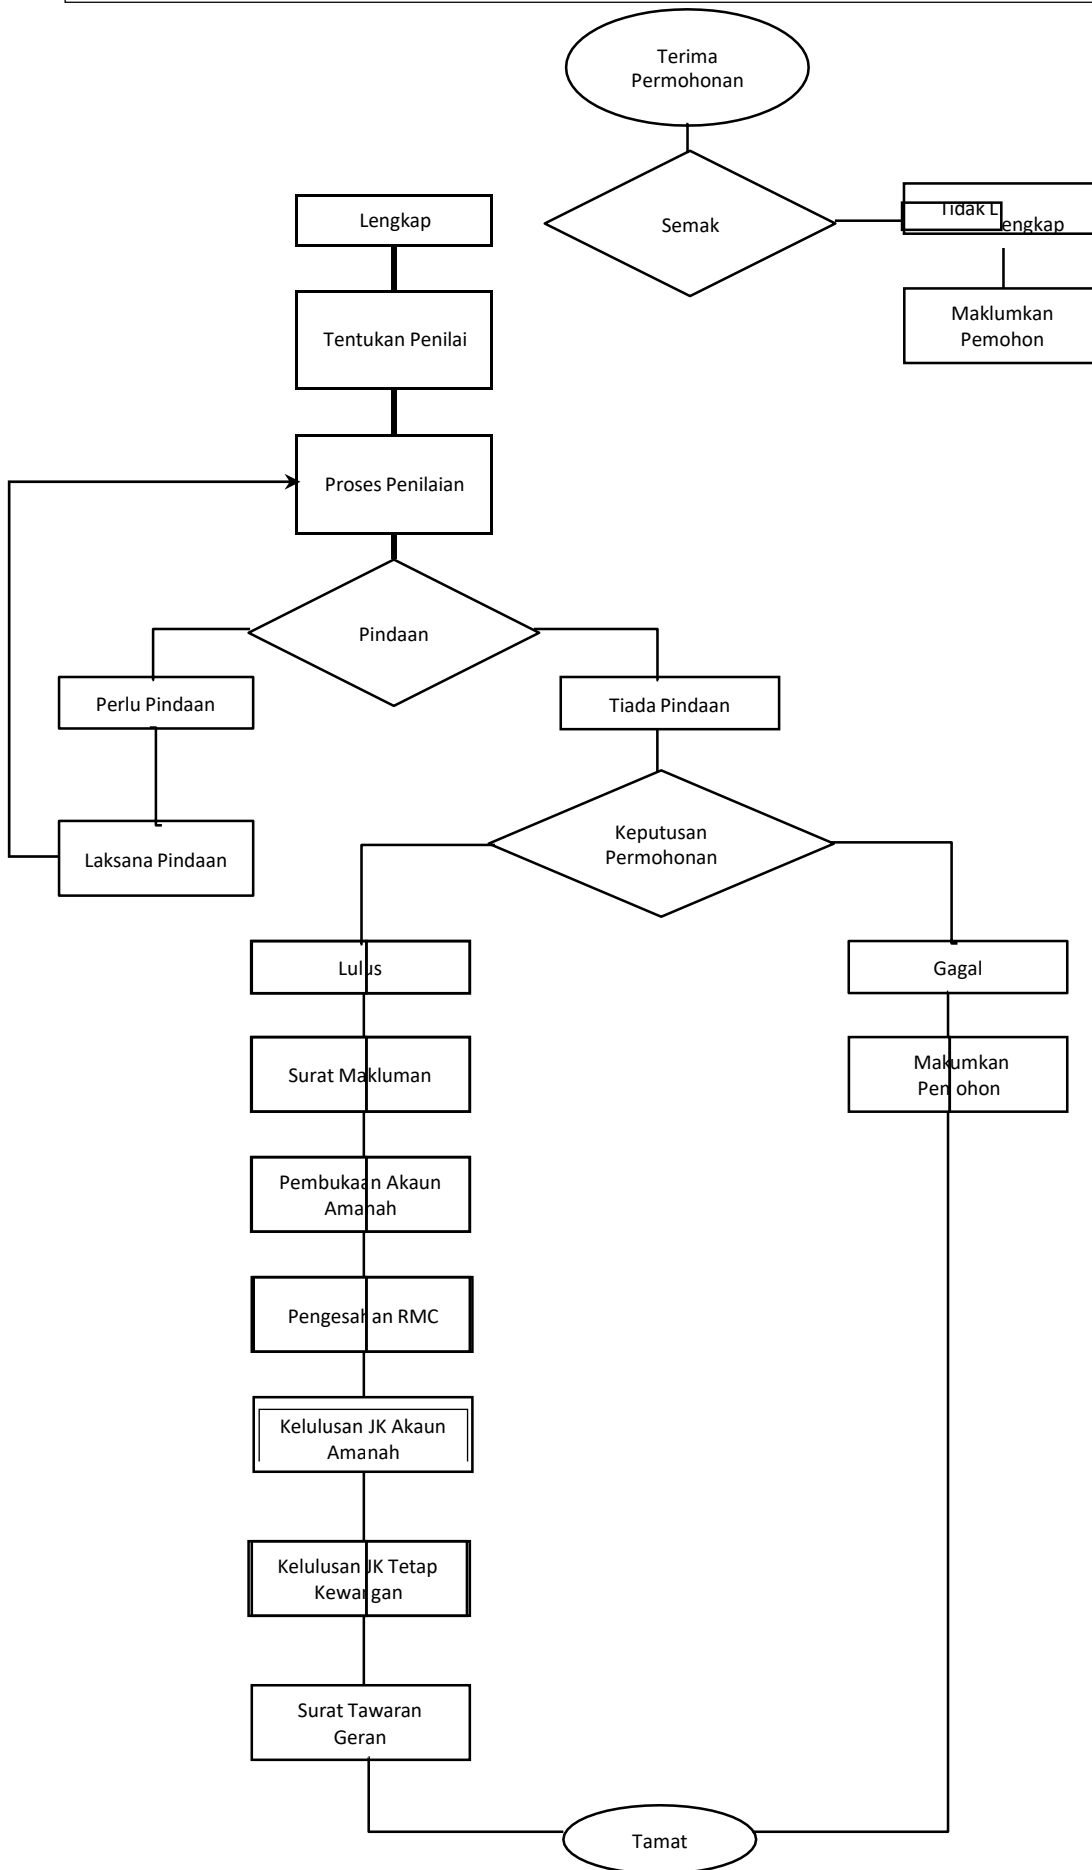 Terima
Permohonan
Semak
Lengkap
Tidak Lengkap
Tentukan Penilai
Maklumkan
Pemohon
Proses Penilaian
Pindaan
Perlu Pindaan
Tiada Pindaan
Laksana Pindaan
Keputusan
Permohonan
Lulus
Gagal
Surat Makluman
Makumkan
Pemohon
Pembukaan Akaun
Amanah
Pengesahan RMC
Kelulusan JK Akaun
Amanah
Kelulusan JK Tetap
Kewangan
Surat Tawaran
Geran
Tamat